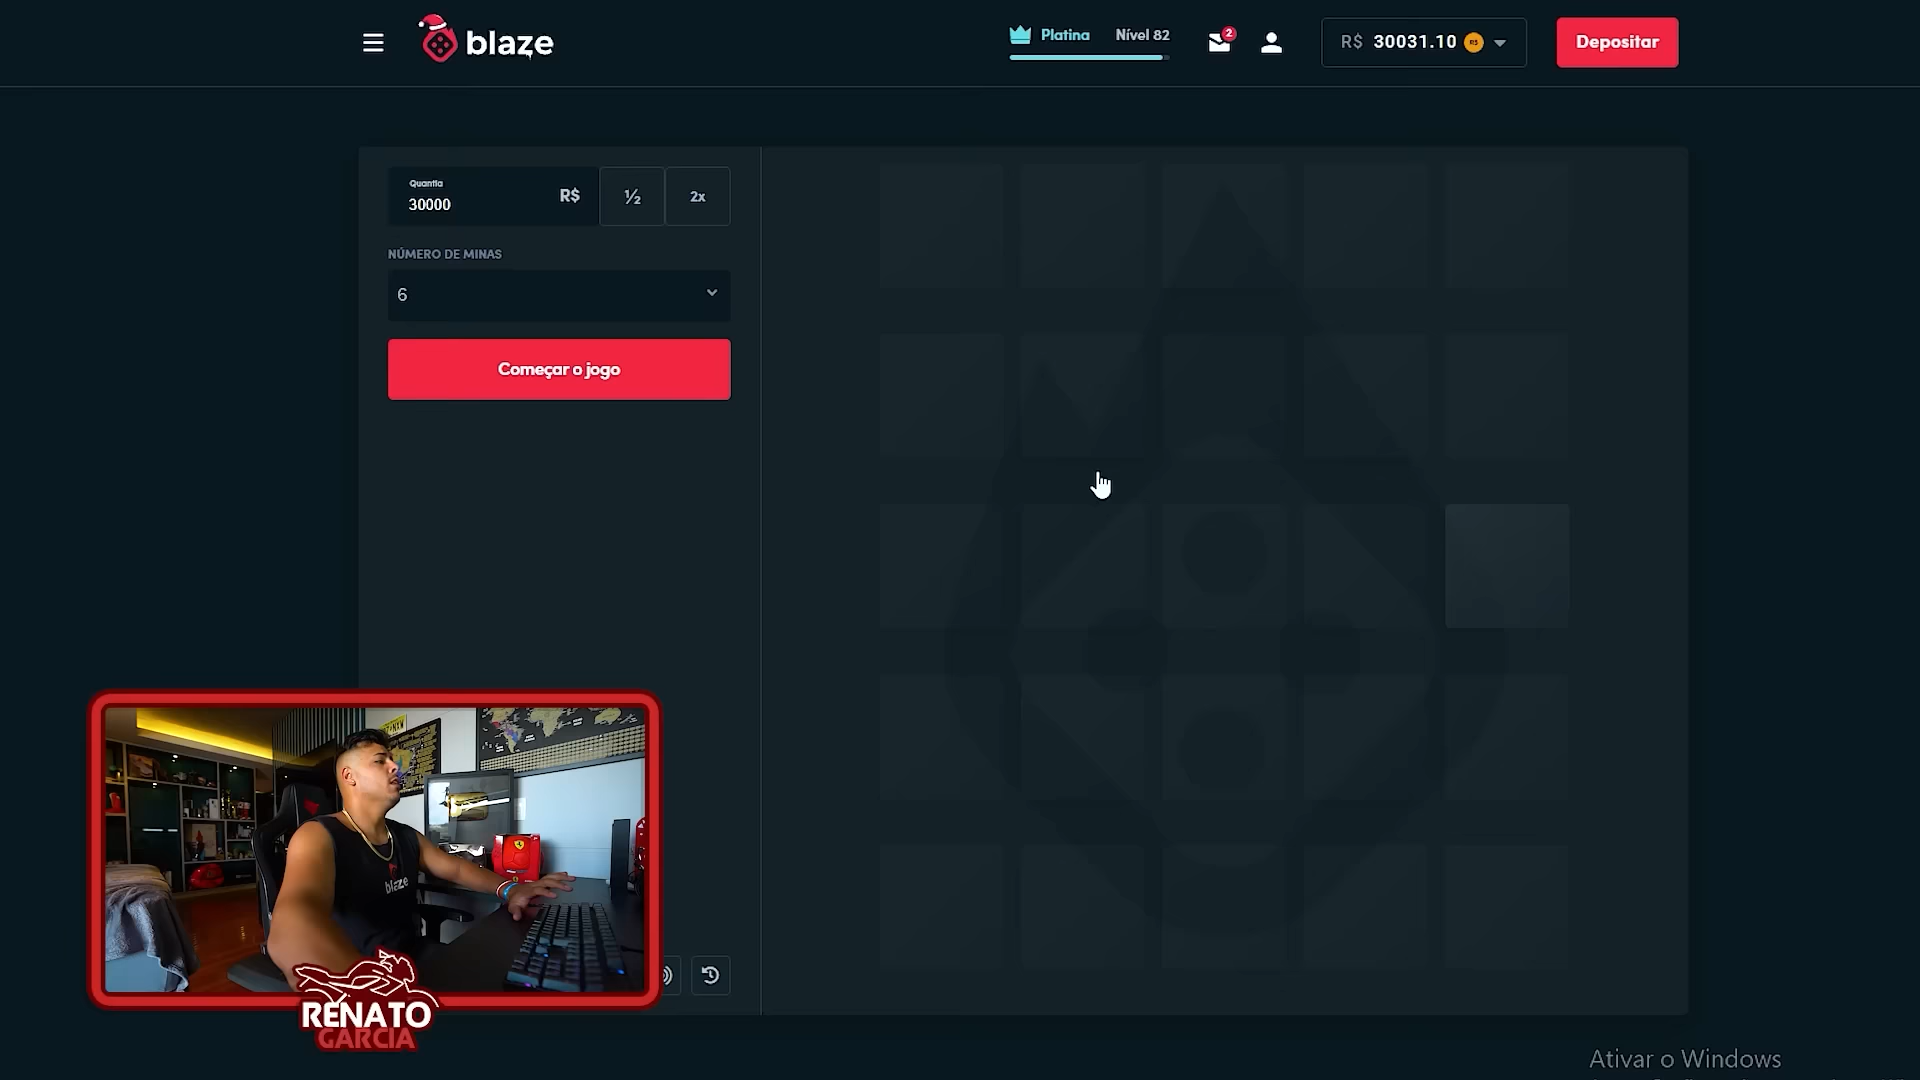 blaze
Platina
Nível 82
2
R$ 30031.10 R$
Depositar
Quantia
30000
R$
½
2x
NÚMERO DE MINAS
6
Começar o jogo
blaze
RENATO
GARCIA
Ativar o Windows